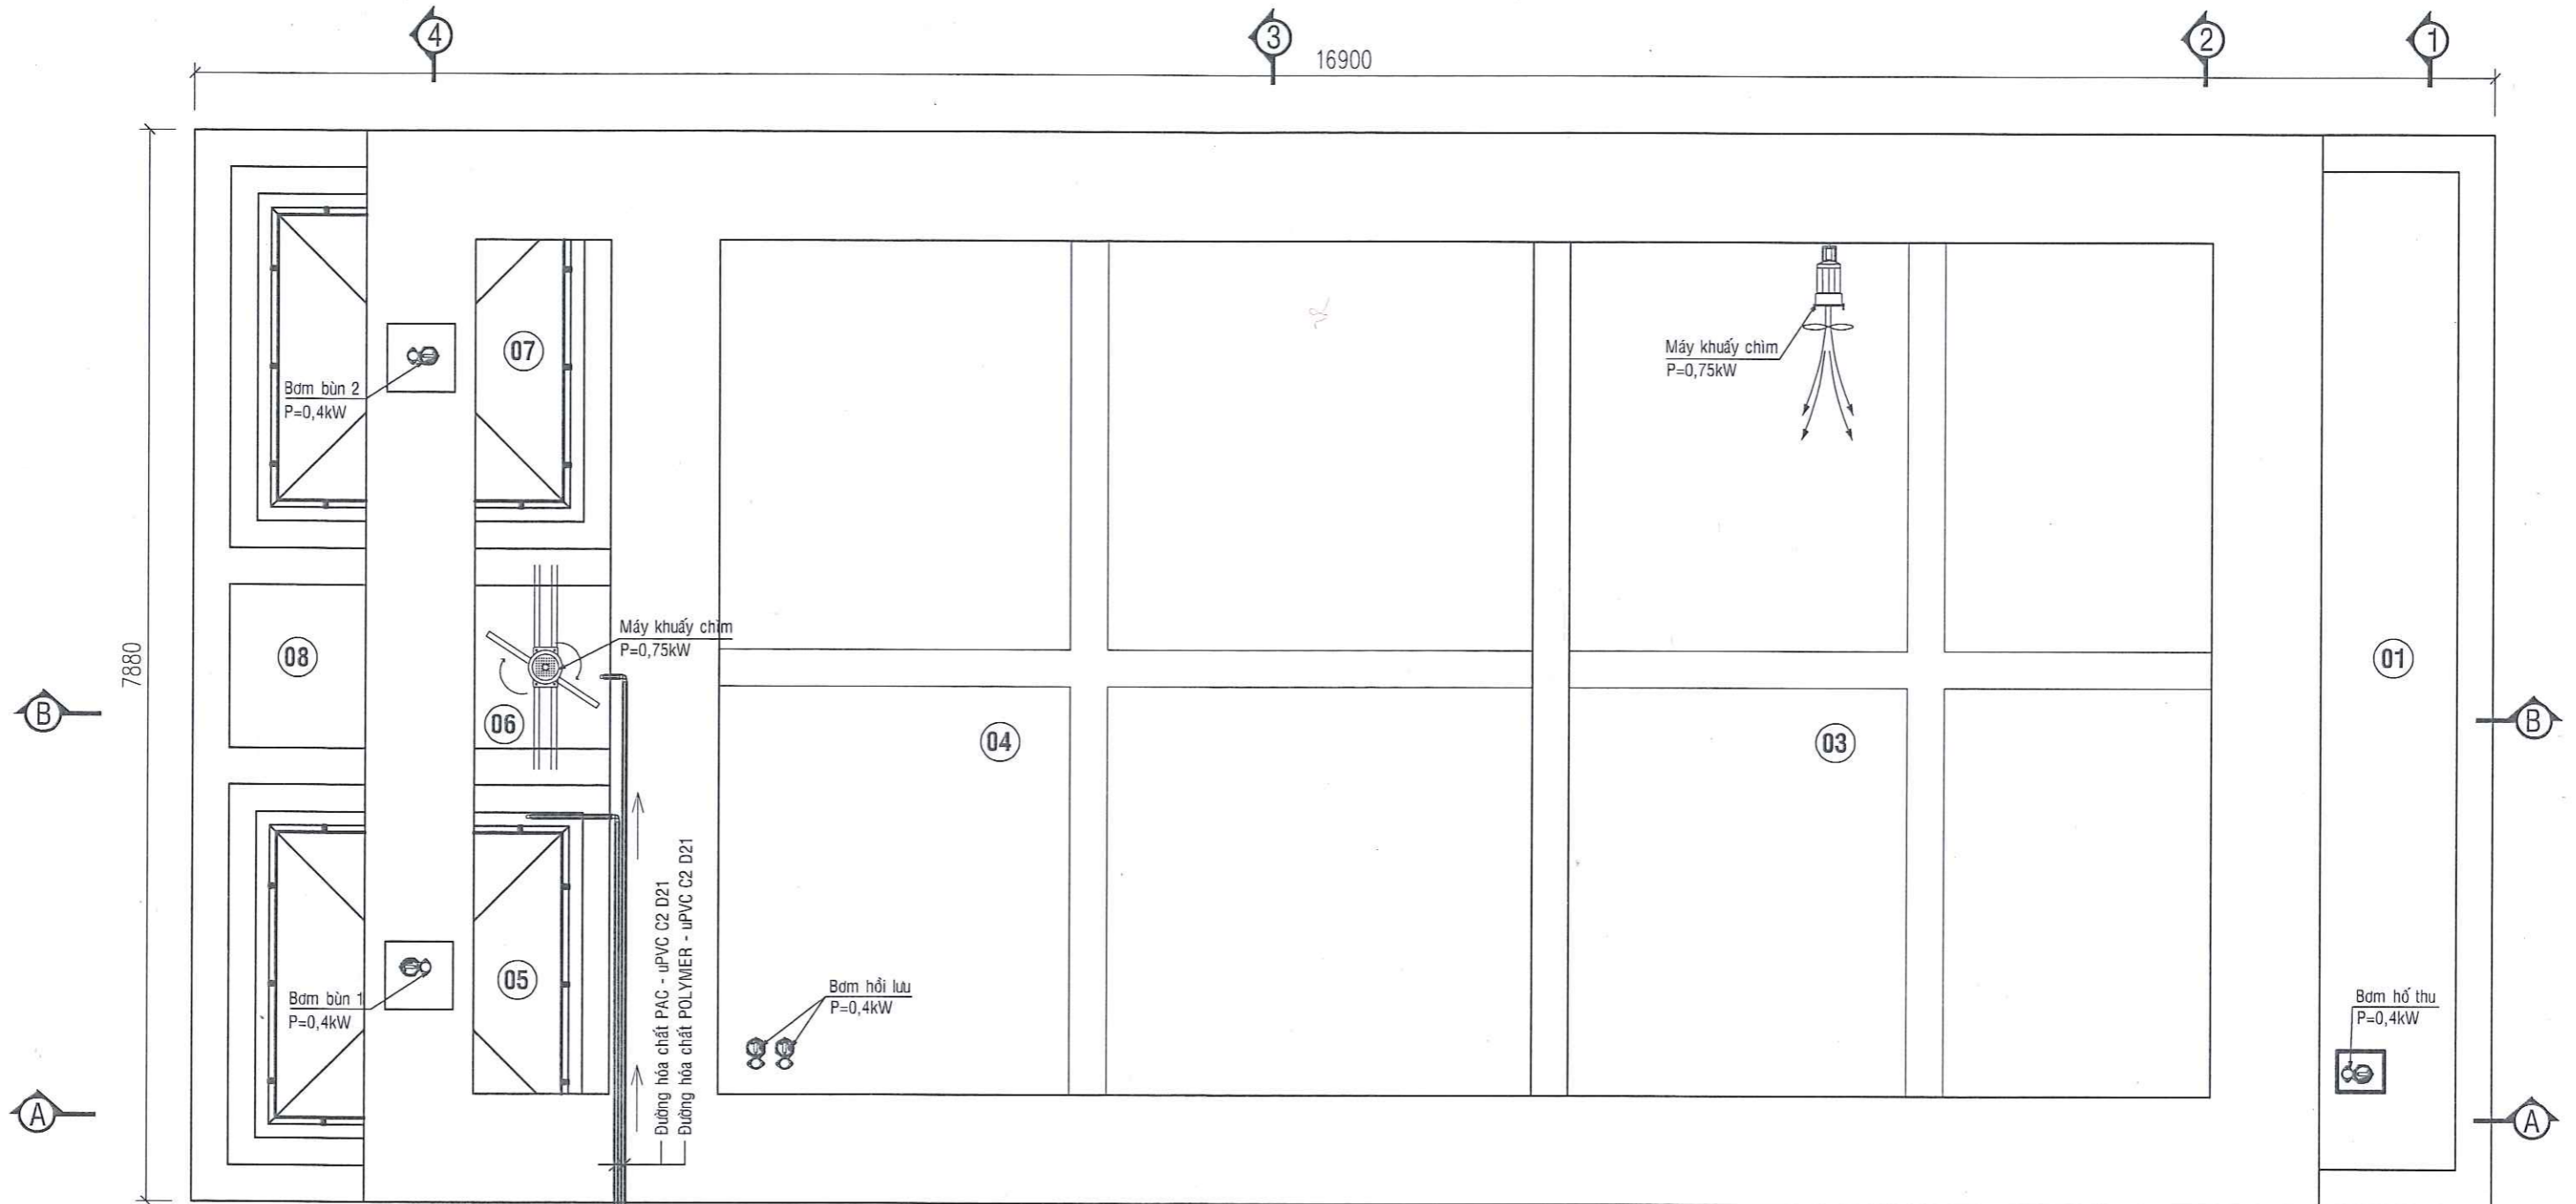 4
3
2
1
16900
7880
07
Bơm bùn 2
P=0,4kW
Máy khuấy chìm
P=0,75kW
Máy khuấy chìm
P=0,75kW
08
06
01
B
B
04
03
05
Bơm bùn 1
P=0,4kW
Đường hóa chất PAC - uPVC C2 D21
Đường hóa chất POLYMER - uPVC C2 D21
Bơm hồi lưu
P=0,4kW
Bơm hố thu
P=0,4kW
A
A